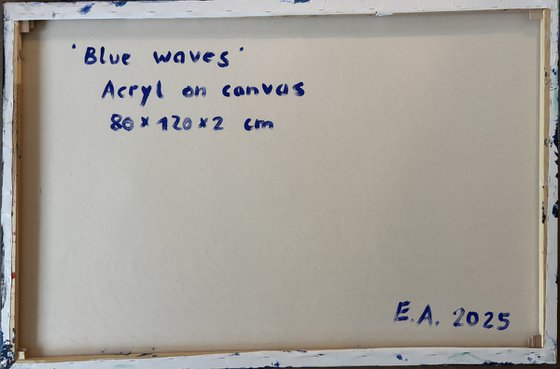 'Blue waves'
Acryl on canvas
80 x 120 x 2 cm
E.A. 2025